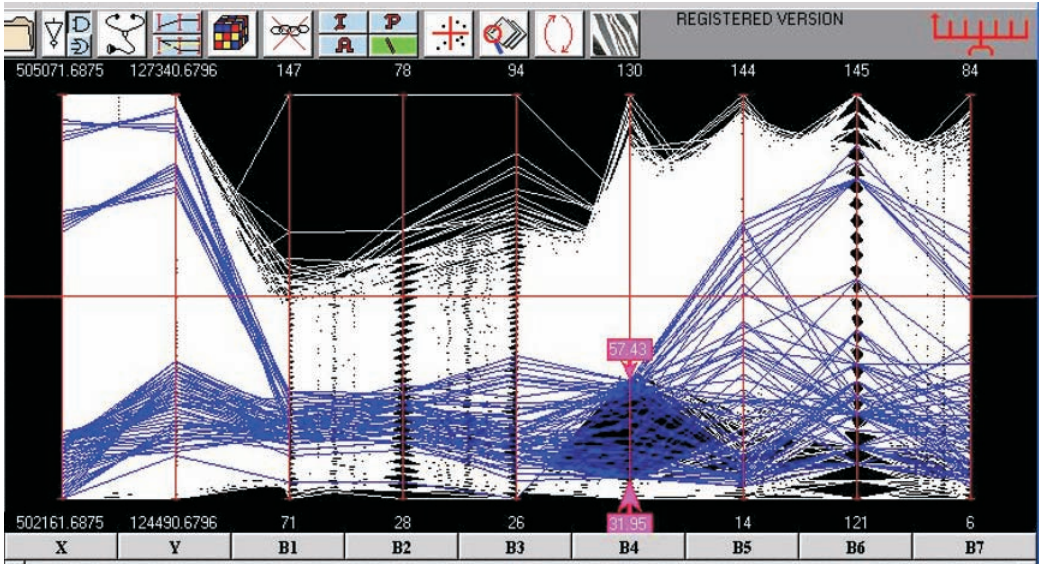 REGISTERED VERSION
I P
A
505071.6875 127340.6796 147 78 94 130 144 145 84
57.43
502161.6875 124490.6796 71 28 26 31.95 14 121 6
X Y B1 B2 B3 B4 B5 B6 B7